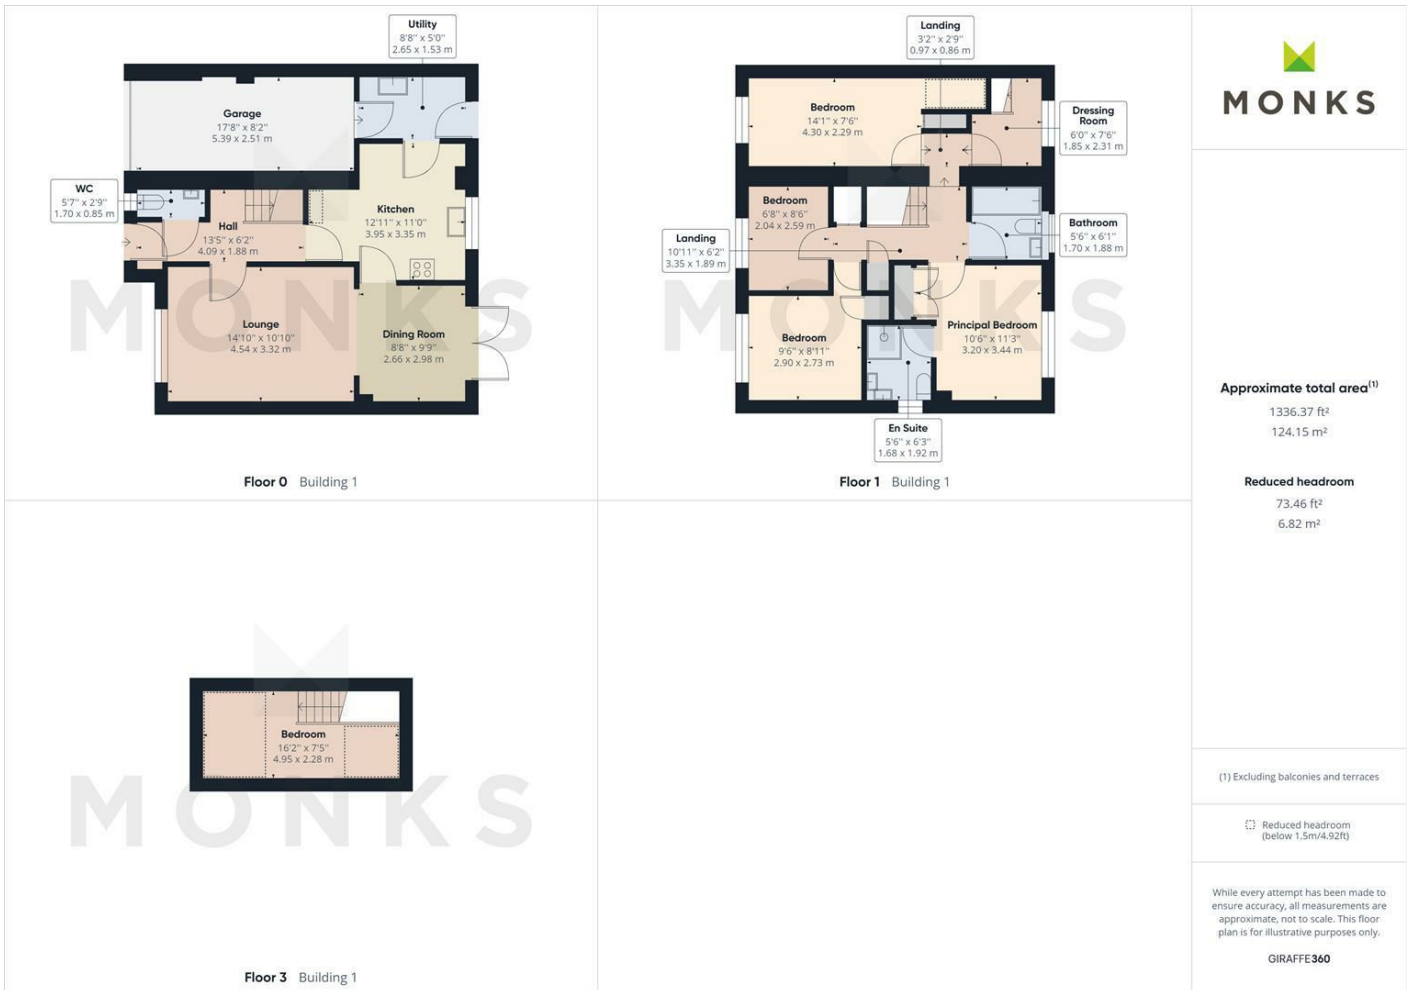 Utility
8'8" x 5'0"
2.65 x 1.53 m
Garage
17'8" x 8'2"
5.39 x 2.51 m
WC
5'7" x 2'9"
1.70 x 0.85 m
Hall
13'5" x 6'2"
4.09 x 1.88 m
Kitchen
12'11" x 11'0"
3.95 x 3.35 m
Lounge
14'10" x 10'10"
4.54 x 3.32 m
Dining Room
8'8" x 9'9"
2.66 x 2.98 m
MONKS
Floor 0 Building 1
Landing
3'2" x 2'9"
0.97 x 0.86 m
Bedroom
14'1" x 7'6"
4.30 x 2.29 m
Dressing
Room
6'0" x 7'6"
1.85 x 2.31 m
Bedroom
6'8" x 8'6"
2.04 x 2.59 m
Landing
10'11" x 6'2"
3.35 x 1.89 m
Bathroom
5'6" x 6'1"
1.70 x 1.88 m
Bedroom
9'6" x 8'11"
2.90 x 2.73 m
Principal Bedroom
10'6" x 11'3"
3.20 x 3.44 m
En Suite
5'6" x 6'3"
1.68 x 1.92 m
MONKS
Floor 1 Building 1
Bedroom
16'2" x 7'5"
4.95 x 2.28 m
MONKS
Floor 3 Building 1
MONKS
Approximate total area(1)
1336.37 ft²
124.15 m²
Reduced headroom
73.46 ft²
6.82 m²
(1) Excluding balconies and terraces
Reduced headroom
(below 1.5m/4.92ft)
While every attempt has been made to
ensure accuracy, all measurements are
approximate, not to scale. This floor
plan is for illustrative purposes only.
GIRAFFE360